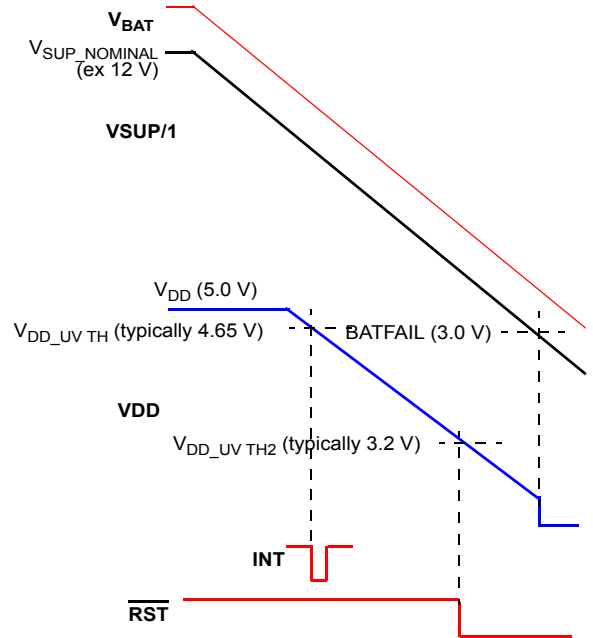 VBAT
VSUP_NOMINAL
(ex 12 V)
VSUP/1
VDD (5.0 V)
VDD_UV TH (typically 4.65 V)
BATFAIL (3.0 V)
VDD
VDD_UV TH2 (typically 3.2 V)
INT
RST